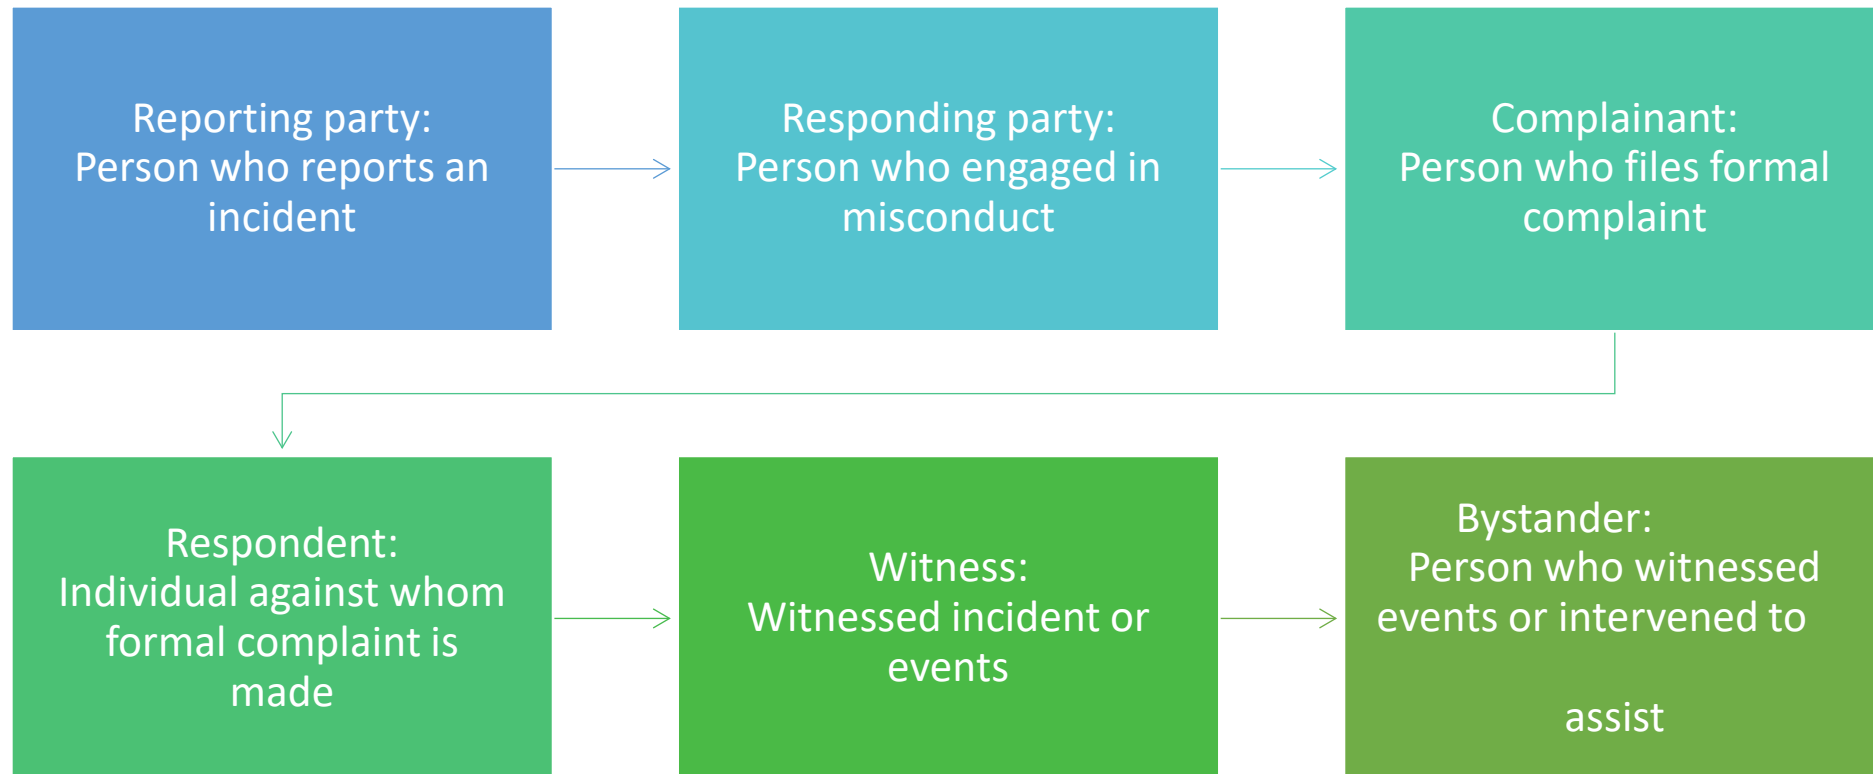 Reporting party:
Person who reports an
incident
Responding party:
Person who engaged in
misconduct
Complainant:
Person who files formal
complaint
Respondent:
Individual against whom
formal complaint is
made
Witness:
Witnessed incident or
events
Bystander:
Person who witnessed
events or intervened to
assist